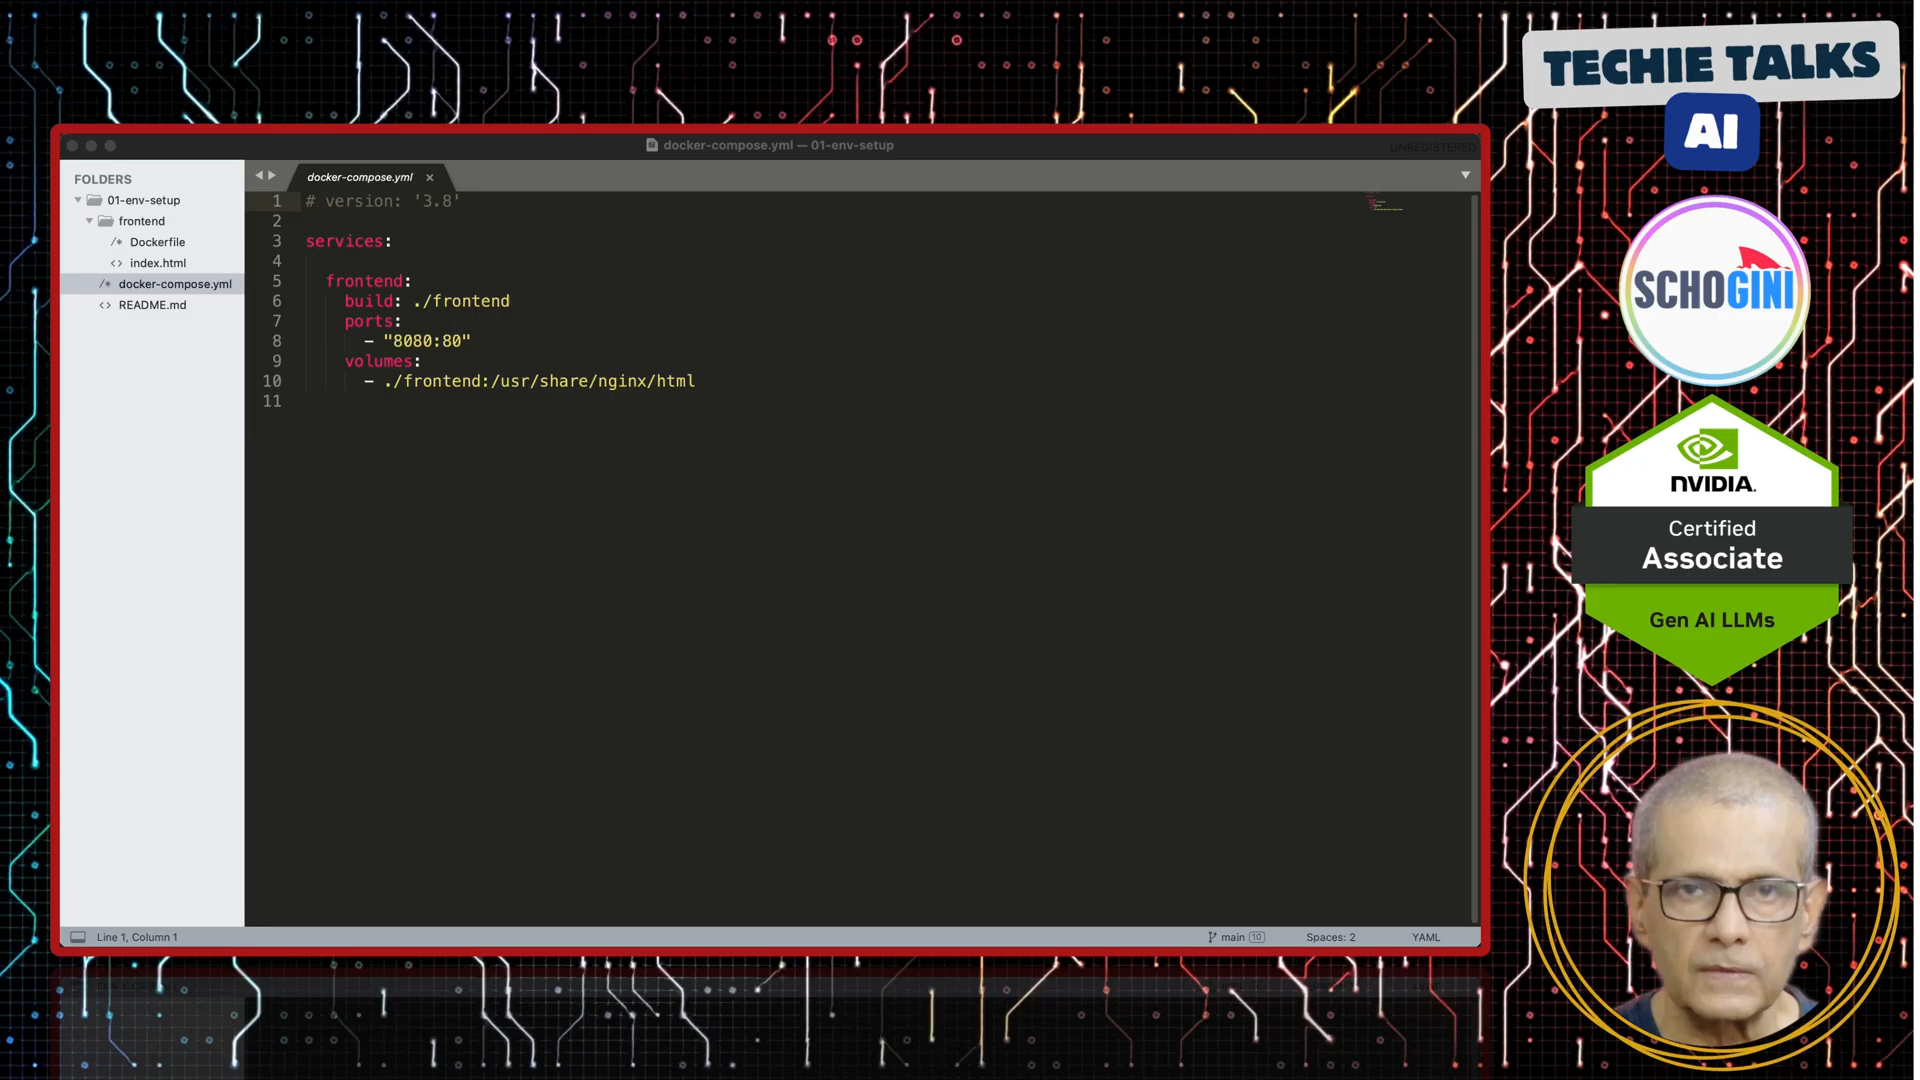 TECHIE TALKS
AI
SCHOGINI
NVIDIA.
Certified
Associate
Gen AI LLMs
docker-compose.yml — 01-env-setup
UNREGISTERED
FOLDERS
01-env-setup
frontend
/* Dockerfile
<> index.html
/* docker-compose.yml
<> README.md
docker-compose.yml ×
1 # version: '3.8'
2
3 services:
4
5 frontend:
6 build: ./frontend
7 ports:
8 - "8080:80"
9 volumes:
10 - ./frontend:/usr/share/nginx/html
11
Line 1, Column 1
main 10
Spaces: 2
YAML